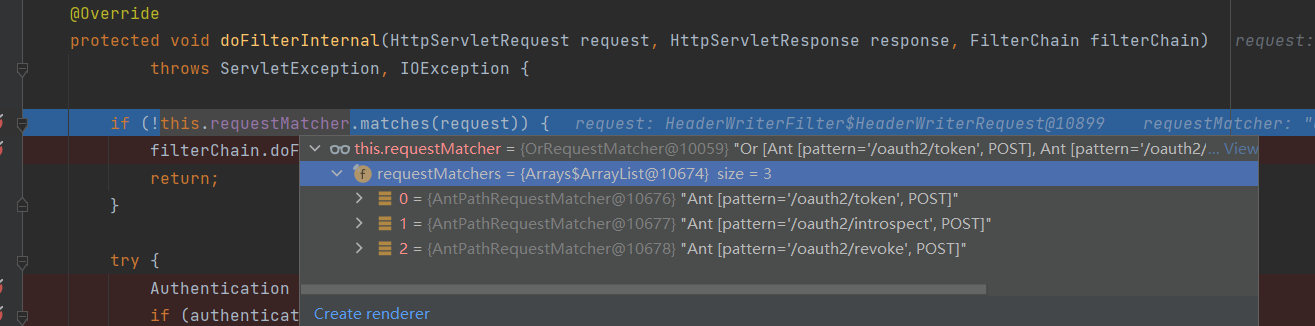 @Override
protected void doFilterInternal(HttpServletRequest request, HttpServletResponse response, FilterChain filterChain) request:
throws ServletException, IOException {
if (!this.requestMatcher.matches(request)) { request: HeaderWriterFilter$HeaderWriterRequest@10899 requestMatcher: "
filterChain.doF
this.requestMatcher = {OrRequestMatcher@10059} "Or [Ant [pattern='/oauth2/token', POST], Ant [pattern='/oauth2/ ... View
return;
requestMatchers = {Arrays$ArrayList@10674} size = 3
}
0 = {AntPathRequestMatcher@10676} "Ant [pattern='/oauth2/token', POST]"
1 = {AntPathRequestMatcher@10677} "Ant [pattern='/oauth2/introspect', POST]"
2 = {AntPathRequestMatcher@10678} "Ant [pattern='/oauth2/revoke', POST]"
try {
Authentication
if (authenticat
Create renderer